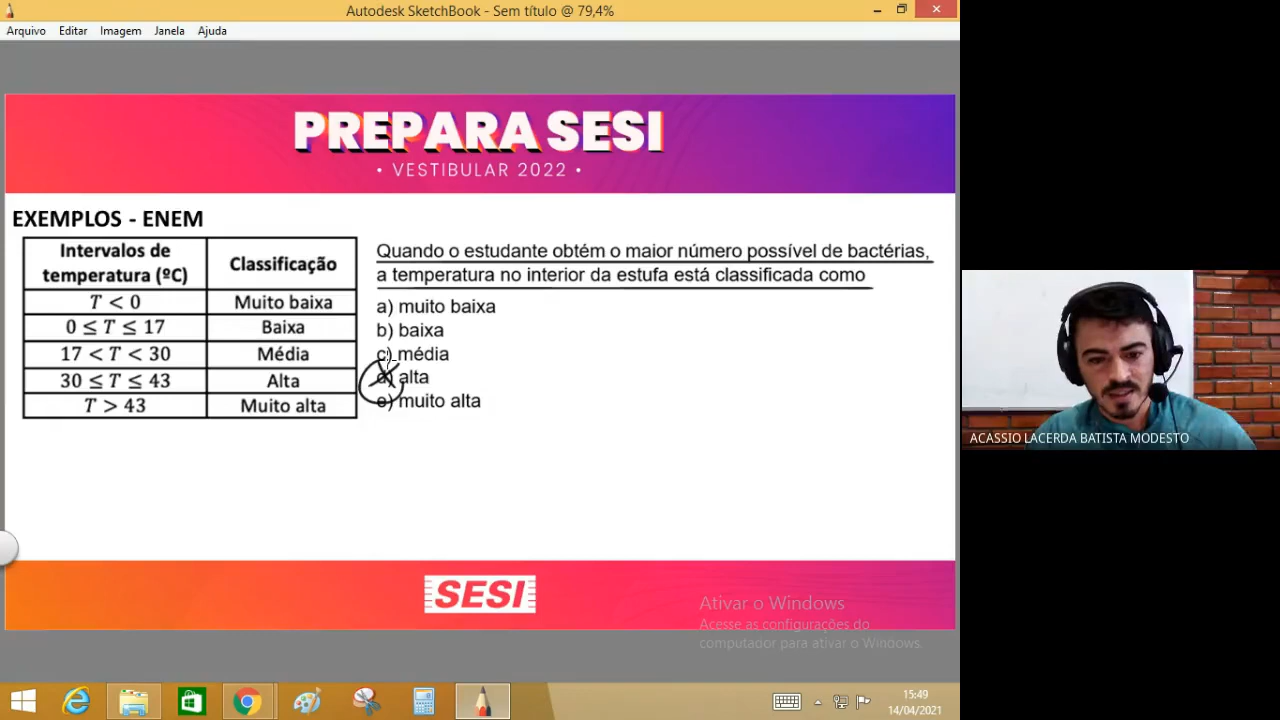 Autodesk SketchBook - Sem título @ 79,4%
Arquivo Editar Imagem Janela Ajuda
PREPARA SESI
• VESTIBULAR 2022 •
EXEMPLOS - ENEM
Intervalos de temperatura (ºC) Classificação
T < 0 Muito baixa
0 ≤ T ≤ 17 Baixa
17 < T < 30 Média
30 ≤ T ≤ 43 Alta
T > 43 Muito alta
Quando o estudante obtém o maior número possível de bactérias,
a temperatura no interior da estufa está classificada como
a) muito baixa
b) baixa
c) média
d) alta
e) muito alta
ACASSIO LACERDA BATISTA MODESTO
SESI
Ativar o Windows
Acesse as configurações do
computador para ativar o Windows.
15:49
14/04/2021